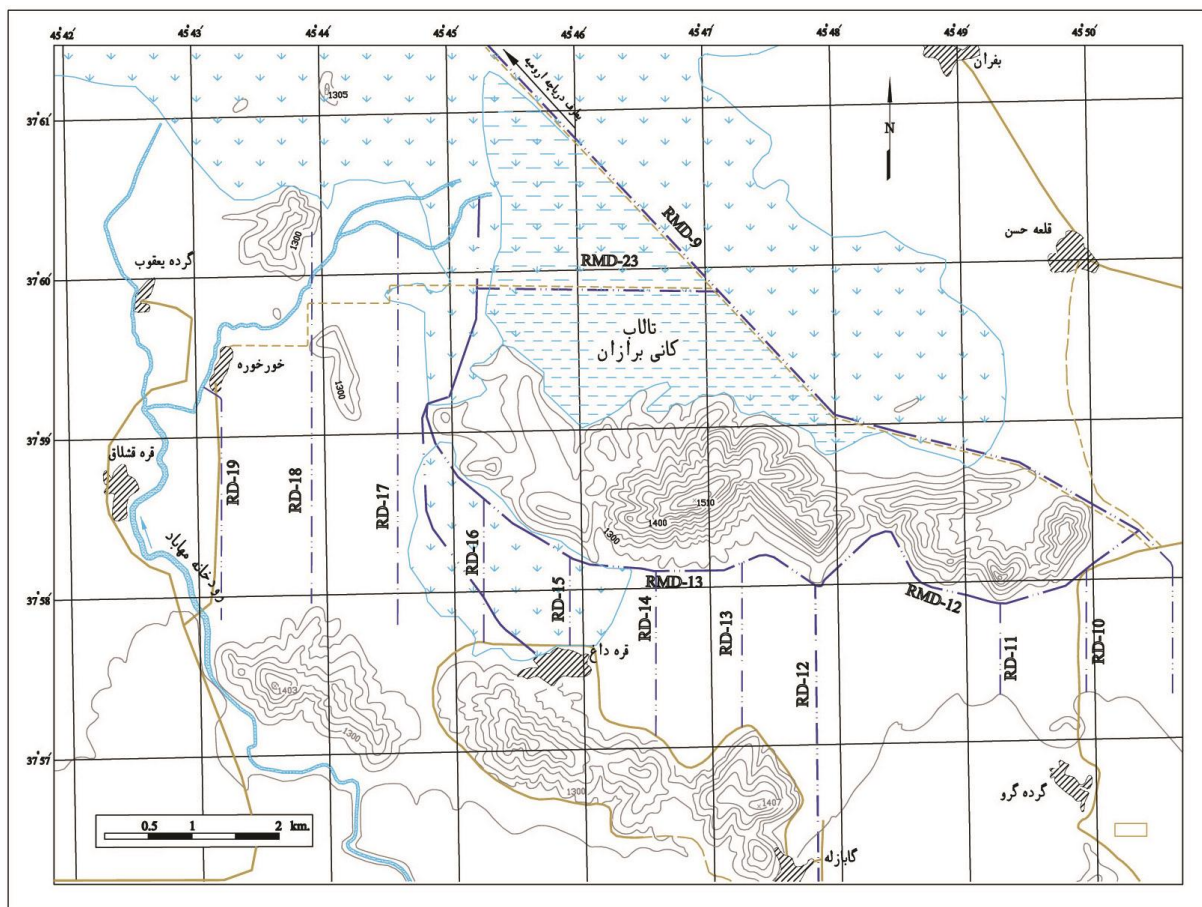 45 42′
45 43′
45 44′
45 45′
45 46′
45 47′
45 48′
45 49′
45 50′
بفران
1305
بطرف دریاچه ارومیه
37 61′
N
RMD-9
قلعه حسن
1300
گرده یعقوب
RMD-23
37 60′
تالاب
کانی برازان
خورخوره
1300
37 59′
قره قشلاق
RD-19
RD-18
RD-17
1510
1400
1300
RD-16
رودخانه مهاباد
RD-15
RMD-13
RD-14
RD-13
RMD-12
37 58′
RD-11
RD-10
قره داغ
RD-12
1403
1300
37 57′
1300
1407
گرده گرو
0.5 1 2 km.
گابازله